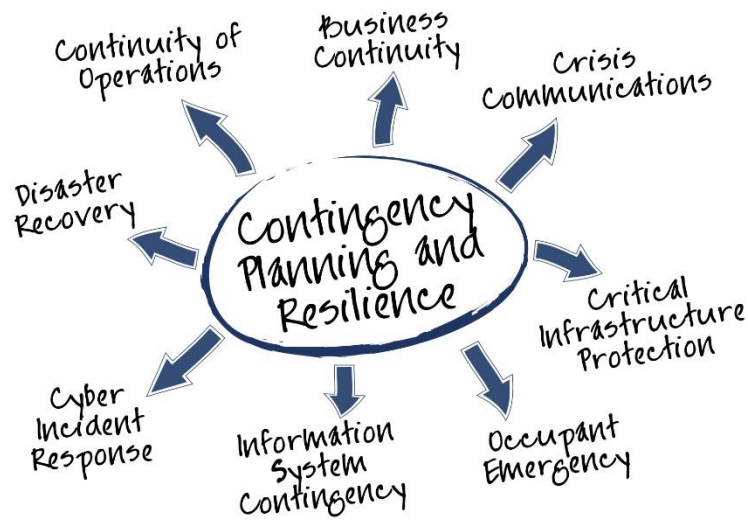 Continuity of
Operations
Business
Continuity
Crisis
Communications
Disaster
Recovery
Contingency
Planning and
Resilience
Critical
Infrastructure
Protection
Cyber
Incident
Response
Information
System
Contingency
Occupant
Emergency